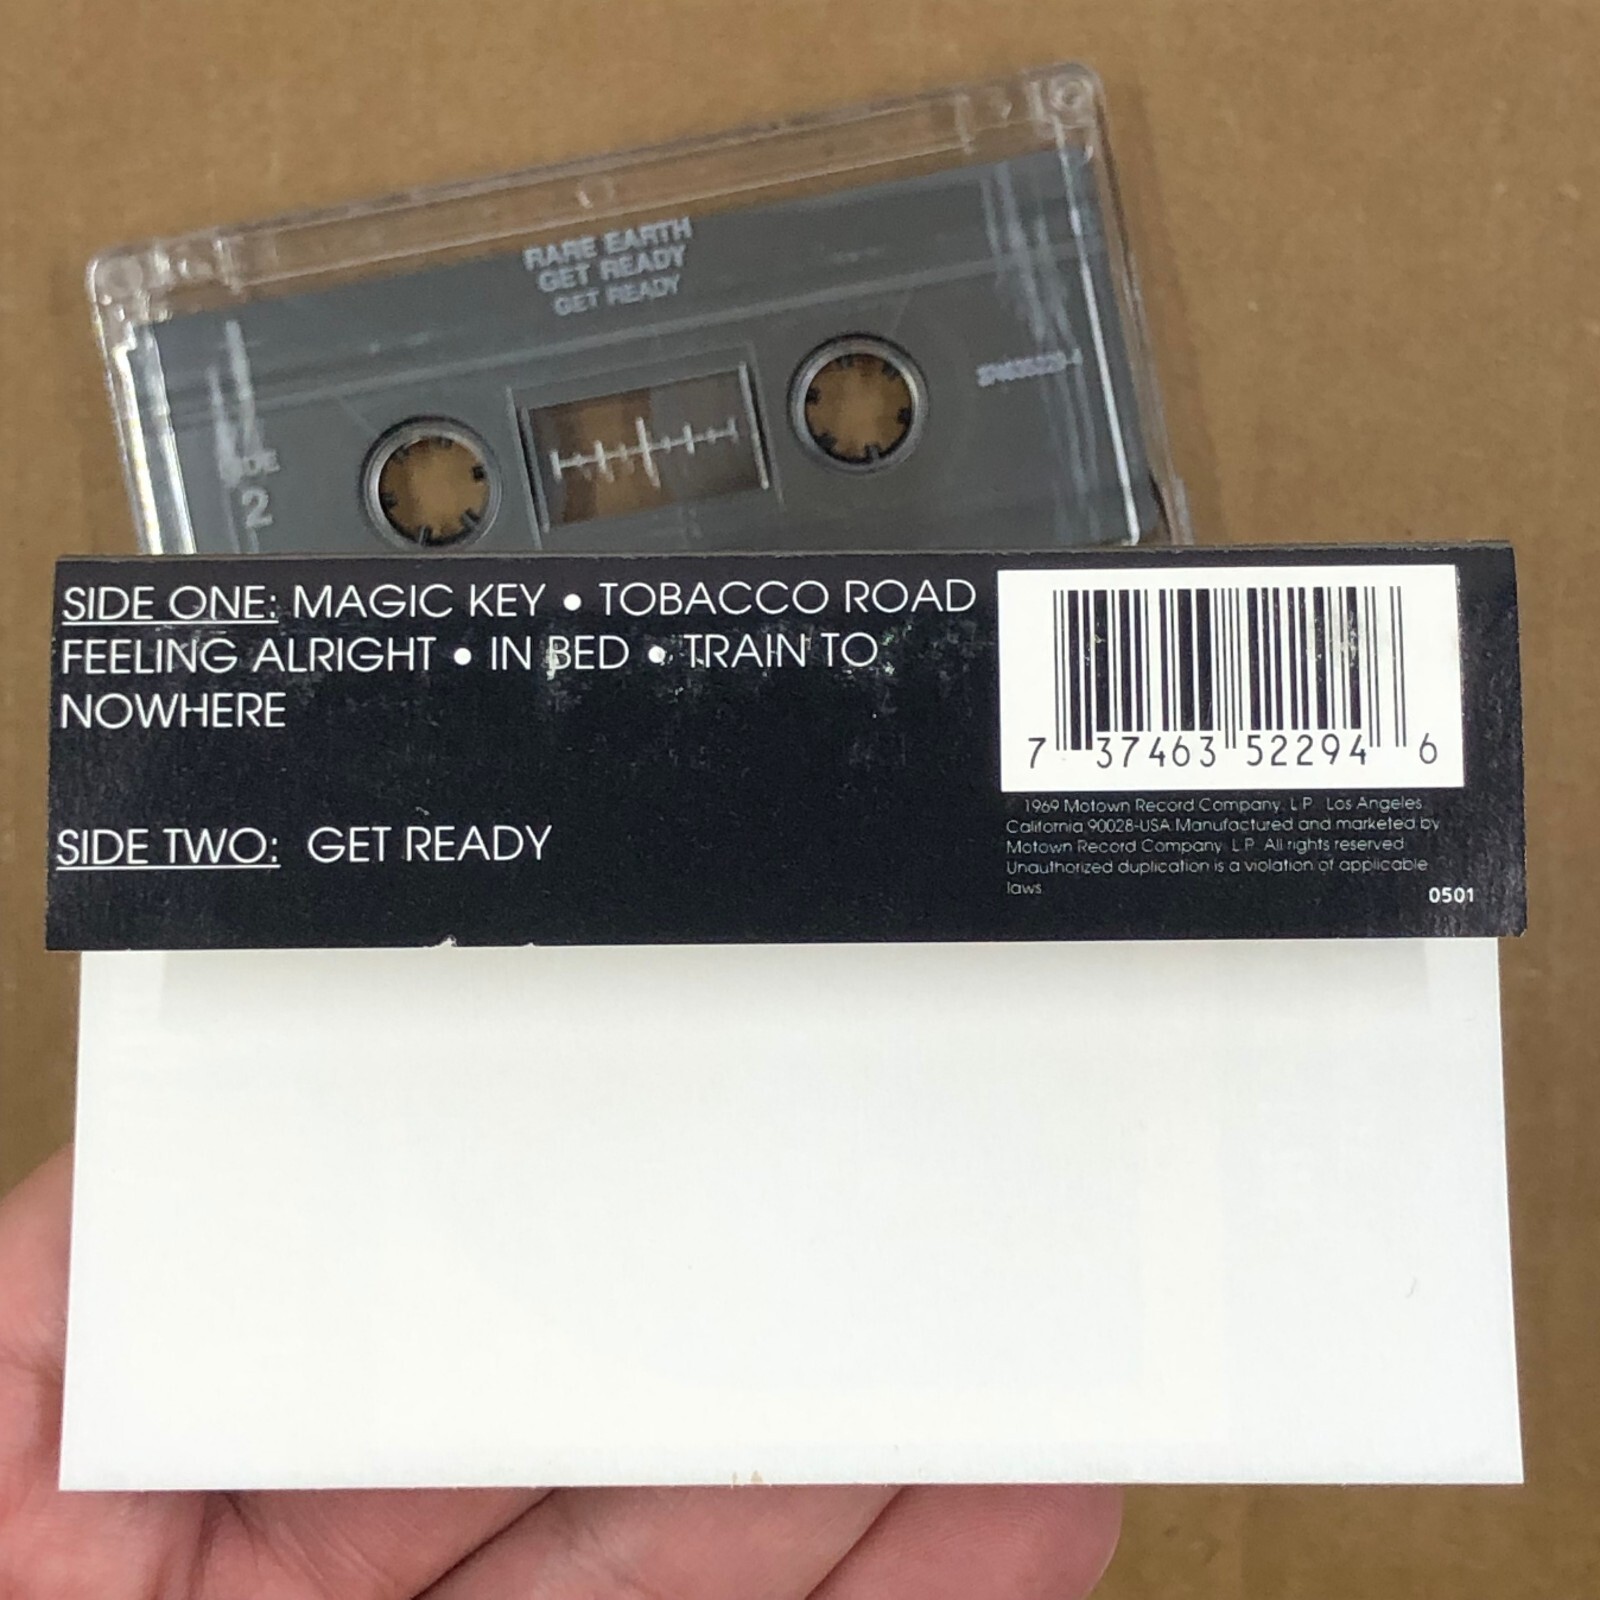 RARE EARTH
GET READY
GET READY
2
SIDE ONE: MAGIC KEY • TOBACCO ROAD
FEELING ALRIGHT • IN BED • TRAIN TO
NOWHERE
SIDE TWO: GET READY
7 37463 52294 6
1969 Motown Record Company, L.P. Los Angeles,
California 90028-USA Manufactured and marketed by
Motown Record Company, L.P. All rights reserved.
Unauthorized duplication is a violation of applicable
laws.
0501